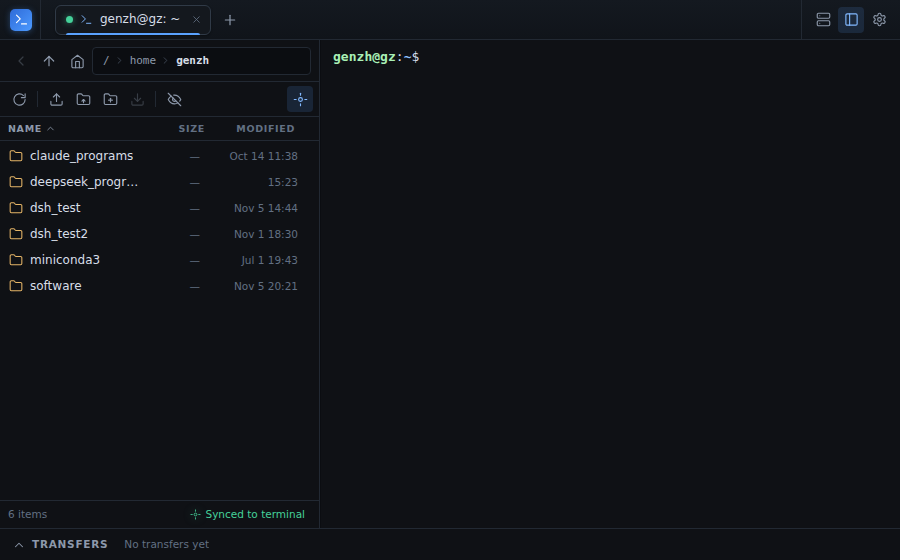 genzh@gz: ~
/ home genzh
genzh@gz:~$
NAME SIZE MODIFIED
claude_programs — Oct 14 11:38
deepseek_progr… — 15:23
dsh_test — Nov 5 14:44
dsh_test2 — Nov 1 18:30
miniconda3 — Jul 1 19:43
software — Nov 5 20:21
6 items Synced to terminal
TRANSFERS No transfers yet